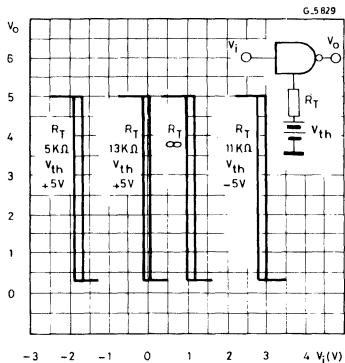 G-5829
Vo
6
5
4
3
2
1
0
Vi
Vo
RT
Vth
RT
5KΩ
Vth
+5V
RT
13KΩ
Vth
+5V
RT
∞
RT
11KΩ
Vth
-5V
-3 -2 -1 0 1 2 3 4 Vi(V)